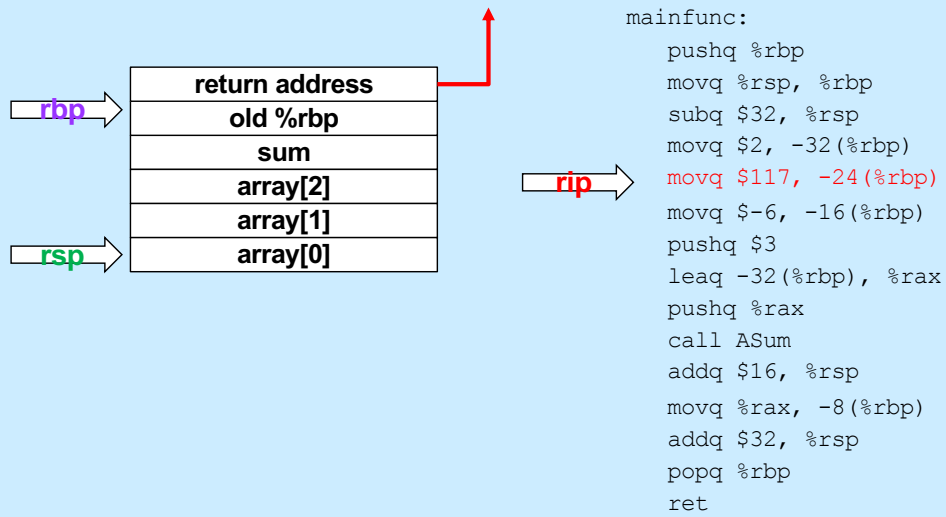 return address
rbp
old %rbp
sum
array[2]
array[1]
rsp
array[0]
rip
mainfunc:
pushq %rbp
movq %rsp, %rbp
subq $32, %rsp
movq $2, -32(%rbp)
movq $117, -24(%rbp)
movq $-6, -16(%rbp)
pushq $3
leaq -32(%rbp), %rax
pushq %rax
call ASum
addq $16, %rsp
movq %rax, -8(%rbp)
addq $32, %rsp
popq %rbp
ret